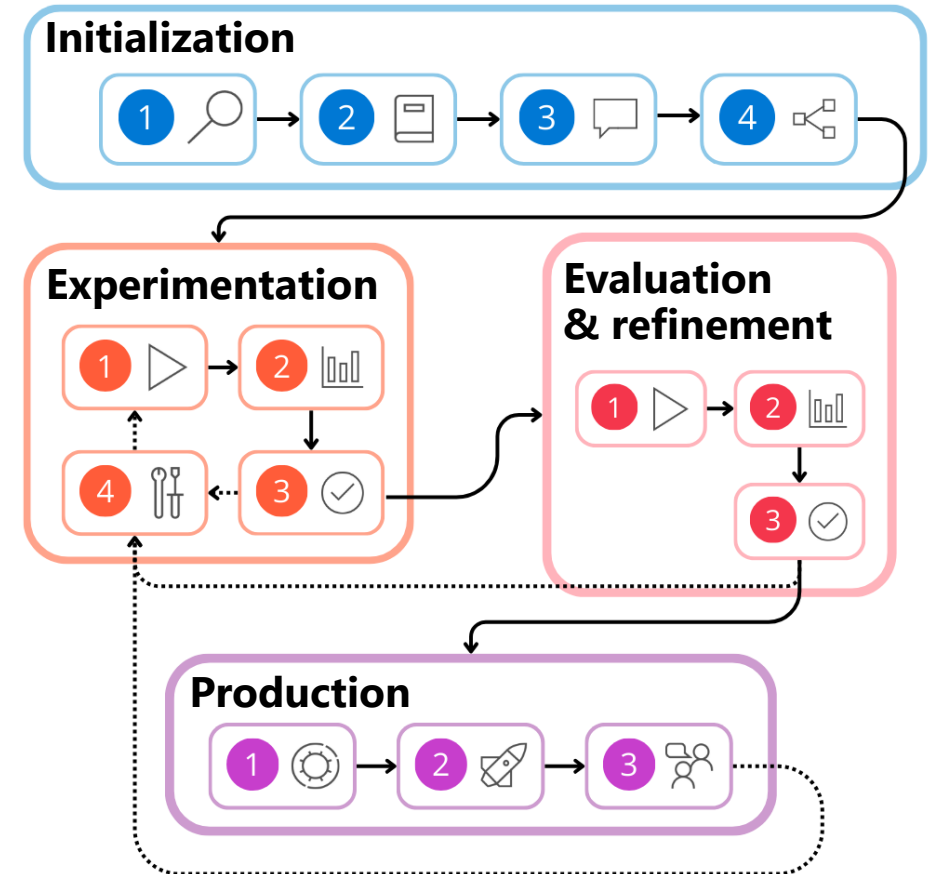 Initialization
1
2
3
4
Experimentation
1
2
3
4
Evaluation
& refinement
1
2
3
Production
1
2
3